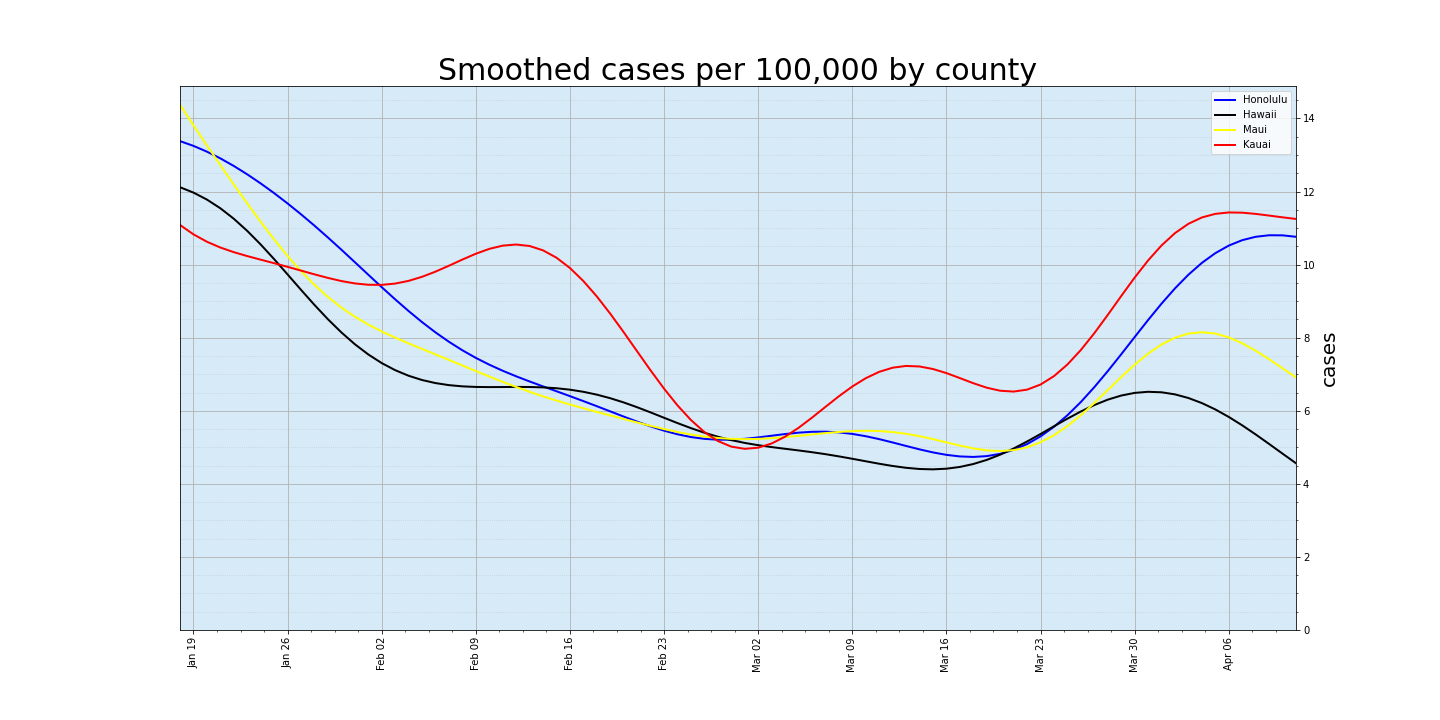 Smoothed cases per 100,000 by county
Honolulu
Hawaii
Maui
Kauai
14
12
10
8
6
4
2
0
cases
Jan 19
Jan 26
Feb 02
Feb 09
Feb 16
Feb 23
Mar 02
Mar 09
Mar 16
Mar 23
Mar 30
Apr 06